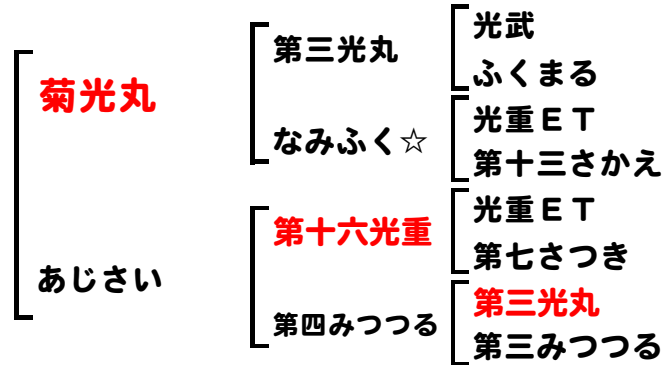 菊光丸
あじさい
第三光丸
なみふく☆
第十六光重
第四みつつる
光武
ふくまる
光重ＥＴ
第十三さかえ
光重ＥＴ
第七さつき
第三光丸
第三みつつる